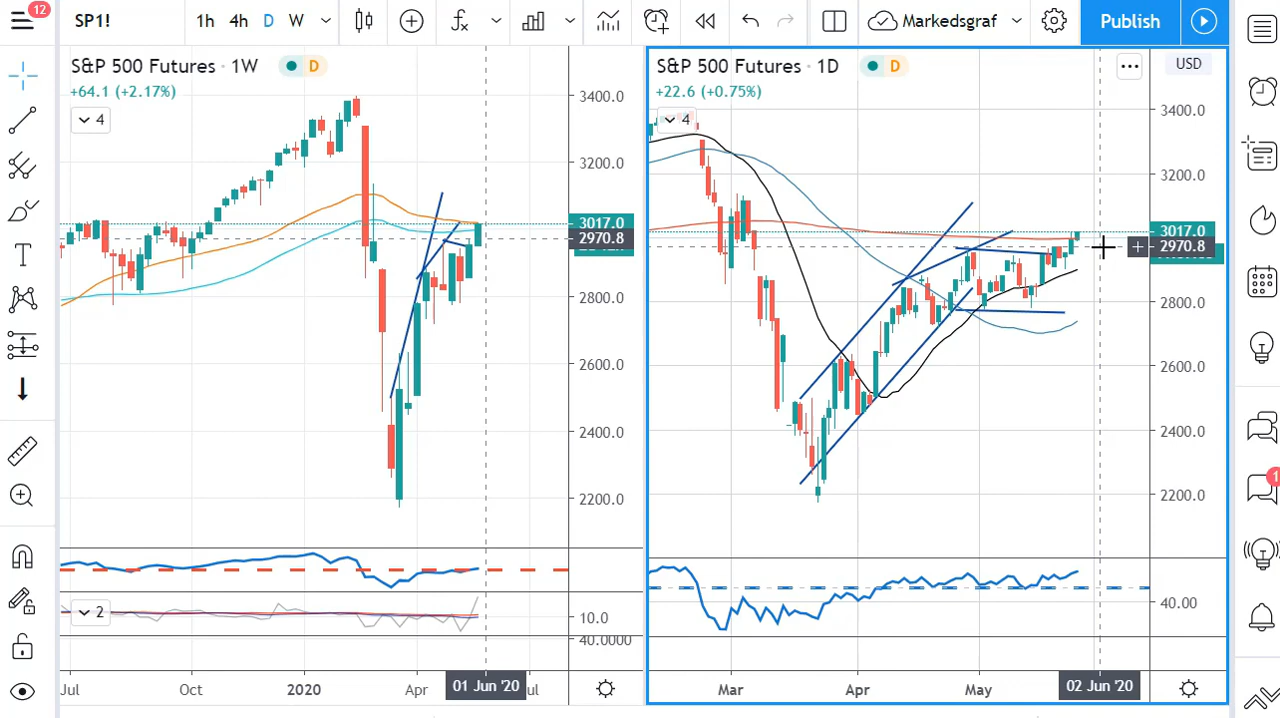 12
SP1!
1h 4h D W
Markedsgraf
Publish
S&P 500 Futures · 1W D
+64.1 (+2.17%)
4
3400.0
3200.0
3017.0
2970.8
2800.0
2600.0
2400.0
2200.0
2
10.0
40.0000
Jul Oct 2020 Apr 01 Jun '20 ul
S&P 500 Futures · 1D D
USD
+22.6 (+0.75%)
4
3400.0
3200.0
3017.0
2970.8
2800.0
2600.0
2400.0
2200.0
40.00
Mar Apr May 02 Jun '20
1